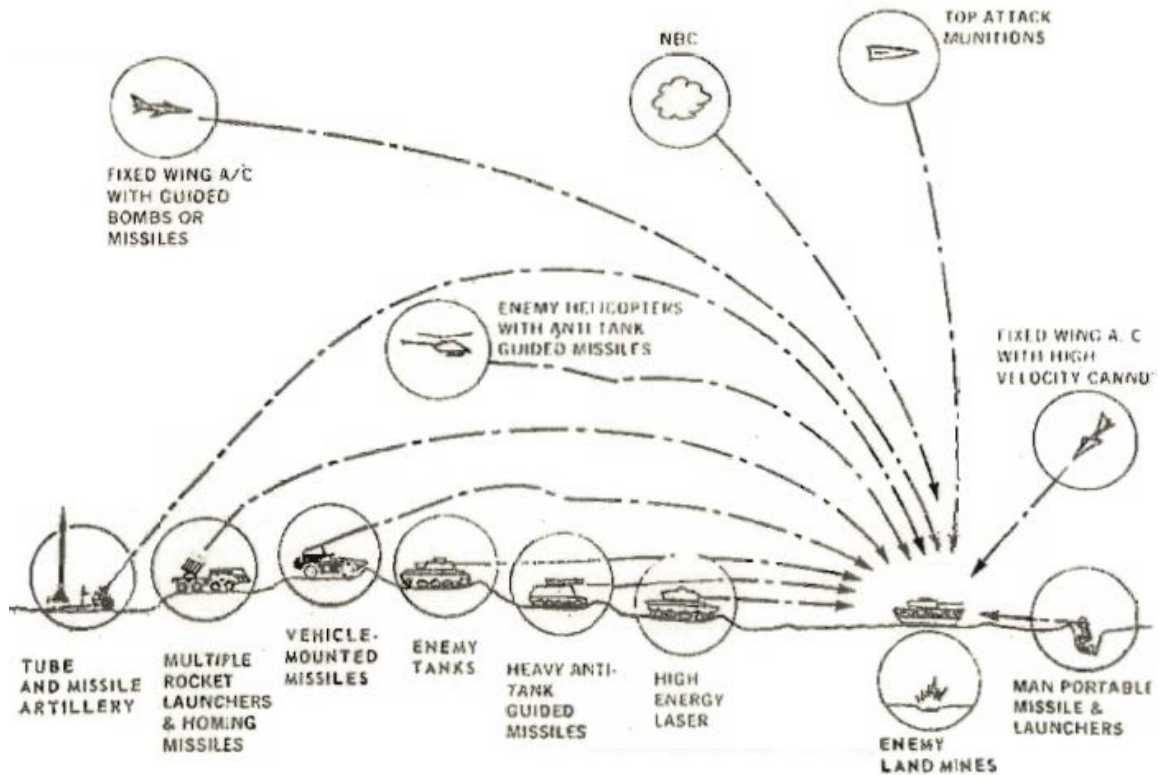 TOP ATTACK
MUNITIONS
NBC
FIXED WING A/C
WITH GUIDED
BOMBS OR
MISSILES
ENEMY HELICOPTERS
WITH ANTI TANK
GUIDED MISSILES
FIXED WING A. C
WITH HIGH
VELOCITY CANNO
TUBE
AND MISSILE
ARTILLERY
MULTIPLE
ROCKET
LAUNCHERS
& HOMING
MISSILES
VEHICLE-
MOUNTED
MISSILES
ENEMY
TANKS
HEAVY ANTI-
TANK
GUIDED
MISSILES
HIGH
ENERGY
LASER
ENEMY
LAND MINES
MAN PORTABLE
MISSILE &
LAUNCHERS